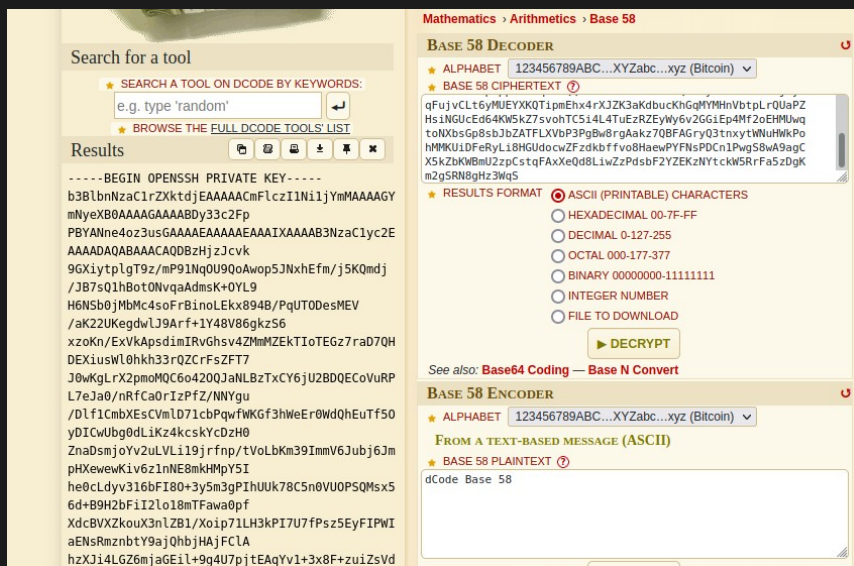 Search for a tool
SEARCH A TOOL ON DCODE BY KEYWORDS:
e.g. type 'random'
BROWSE THE FULL DCODE TOOLS' LIST
Results
-----BEGIN OPENSSH PRIVATE KEY-----
b3BlbnNzaC1rZXktdjEAAAAACmFlczI1Ni1jYmMAAAAGY
mNyeXB0AAAAGAAAABDy33c2Fp
PBYANne4oz3usGAAAAEAAAAAEAAAIXAAAAB3NzaC1yc2E
AAAADAQABAAACAQDBzHjzJcvk
9GXiytplgT9z/mP91NqOU9QoAwop5JNxhEfm/j5KQmdj
/JB7sQ1hBotONvqaAdmsK+OYL9
H6NSb0jMbMc4soFrBinoLEkx894B/PqUTODesMEV
/aK22UKegdwlJ9Arf+1Y48V86gkzS6
xzoKn/ExVkApsdimIRvGhsv4ZMmMZEkTIoTEGz7raD7QH
DEXiusWl0hkh33rQZCrFsZFT7
J0wKgLrX2pmoMQC6o42OQJaNLBzTxCY6jU2BDQECoVuRP
L7eJa0/nRfCaOrIzPfZ/NNYgu
/Dlf1CmbXEsCVmlD71cbPqwfWKGf3hWeEr0WdQhEuTf5O
yDICwUbg0dLiKz4kcskYcDzH0
ZnaDsmjoYv2uLVLi19jrfnp/tVoLbKm39ImmV6Jubj6Jm
pHXewewKiv6z1nNE8mkHMpY5I
he0cLdyv316bFI8O+3y5m3gPIhUUk78C5n0VUOPSQMsx5
6d+B9H2bFiI2lo18mTFawa0pf
XdcBVXZkouX3nlZB1/Xoip71LH3kPI7U7fPsz5EyFIPWI
aENsRmznbtY9ajQhbjHAjFClA
hzXJi4LGZ6mjaGEil+9g4U7pjtEAqYv1+3x8F+zuiZsVd
Mathematics › Arithmetics › Base 58
BASE 58 DECODER
ALPHABET 123456789ABC...XYZabc...xyz (Bitcoin)
BASE 58 CIPHERTEXT
qFujvCLt6yMUEYXKQTipmEhx4rXJZK3aKdbucKhGqMYMHnVbtpLrQUaPZ
HsiNGUcEd64KW5kZ7svohTC5i4L4TuEzRZEyWy6v2GGiEp4Mf2oEHMUwq
toNXbsGp8sbJbZATFLXVbP3PgBw8rgAakz7QBFAGryQ3tnxytWNuHWkPo
hMMKUiDFeRyLi8HGUdocwZFzdkbffvo8HaewPYFNsPDCn1PwgS8wA9agC
X5kZbKWBmU2zpCstqFAxXeQd8LiwZzPdsbF2YZEKzNYtckW5RrFa5zDgK
m2gSRN8gHz3WqS
RESULTS FORMAT
ASCII (PRINTABLE) CHARACTERS
HEXADECIMAL 00-7F-FF
DECIMAL 0-127-255
OCTAL 000-177-377
BINARY 00000000-11111111
INTEGER NUMBER
FILE TO DOWNLOAD
▶ DECRYPT
See also: Base64 Coding — Base N Convert
BASE 58 ENCODER
ALPHABET 123456789ABC...XYZabc...xyz (Bitcoin)
FROM A TEXT-BASED MESSAGE (ASCII)
BASE 58 PLAINTEXT
dCode Base 58